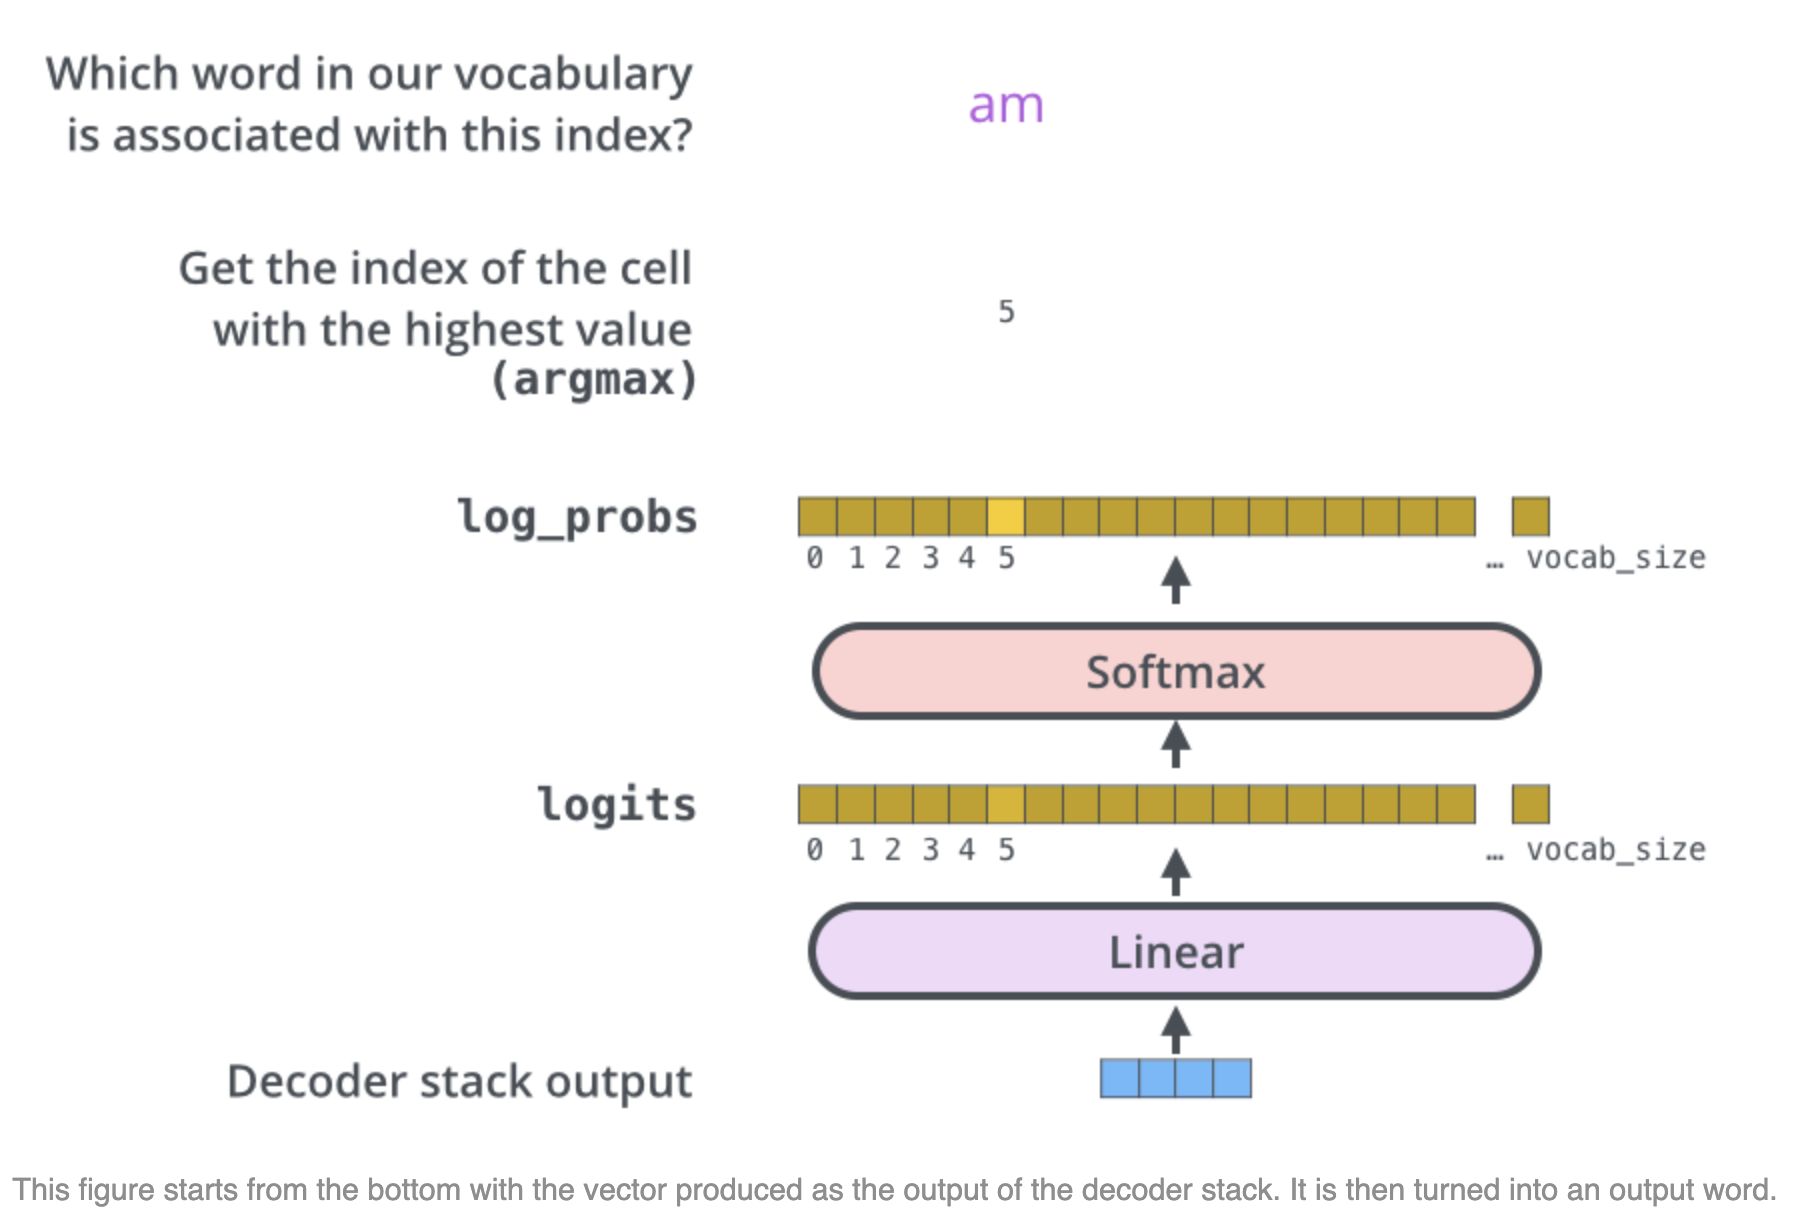 Which word in our vocabulary
is associated with this index?
am
Get the index of the cell
with the highest value
(argmax)
5
log_probs
0 1 2 3 4 5 … vocab_size
Softmax
logits
0 1 2 3 4 5 … vocab_size
Linear
Decoder stack output
This figure starts from the bottom with the vector produced as the output of the decoder stack. It is then turned into an output word.